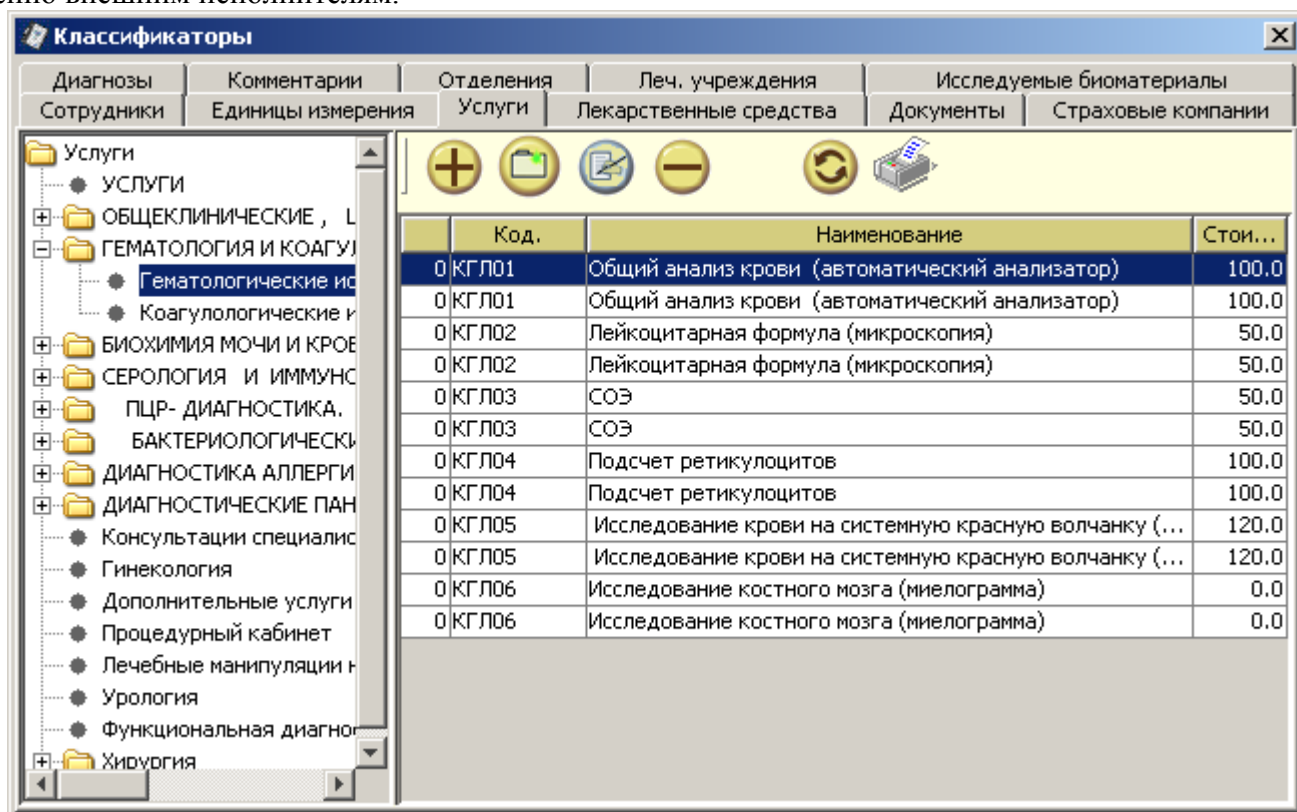 внешним исполнителям.
Классификаторы
Диагнозы Комментарии Отделения Леч. учреждения Исследуемые биоматериалы
Сотрудники Единицы измерения Услуги Лекарственные средства Документы Страховые компании
Услуги
УСЛУГИ
ОБЩЕКЛИНИЧЕСКИЕ ,
ГЕМАТОЛОГИЯ И КОАГУЛ
Гематологические ис
Коагулологические и
БИОХИМИЯ МОЧИ И КРОВ
СЕРОЛОГИЯ И ИММУНО
ПЦР- ДИАГНОСТИКА.
БАКТЕРИОЛОГИЧЕСКИ
ДИАГНОСТИКА АЛЛЕРГИ
ДИАГНОСТИЧЕСКИЕ ПАН
Консультации специалис
Гинекология
Дополнительные услуги
Процедурный кабинет
Лечебные манипуляции н
Урология
Функциональная диагно
Хирургия
Код. Наименование Стои...
0 КГЛ01 Общий анализ крови (автоматический анализатор) 100.0
0 КГЛ01 Общий анализ крови (автоматический анализатор) 100.0
0 КГЛ02 Лейкоцитарная формула (микроскопия) 50.0
0 КГЛ02 Лейкоцитарная формула (микроскопия) 50.0
0 КГЛ03 СОЭ 50.0
0 КГЛ03 СОЭ 50.0
0 КГЛ04 Подсчет ретикулоцитов 100.0
0 КГЛ04 Подсчет ретикулоцитов 100.0
0 КГЛ05 Исследование крови на системную красную волчанку (... 120.0
0 КГЛ05 Исследование крови на системную красную волчанку (... 120.0
0 КГЛ06 Исследование костного мозга (миелограмма) 0.0
0 КГЛ06 Исследование костного мозга (миелограмма) 0.0